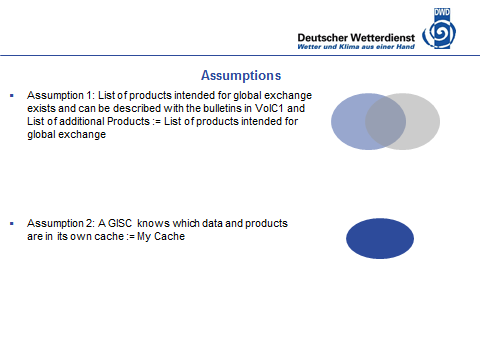 DWD
Deutscher Wetterdienst
Wetter und Klima aus einer Hand
Assumptions
Assumption 1: List of products intended for global exchange
exists and can be described with the bulletins in VolC1 and
List of additional Products := List of products intended for
global exchange
Assumption 2: A GISC knows which data and products
are in its own cache := My Cache